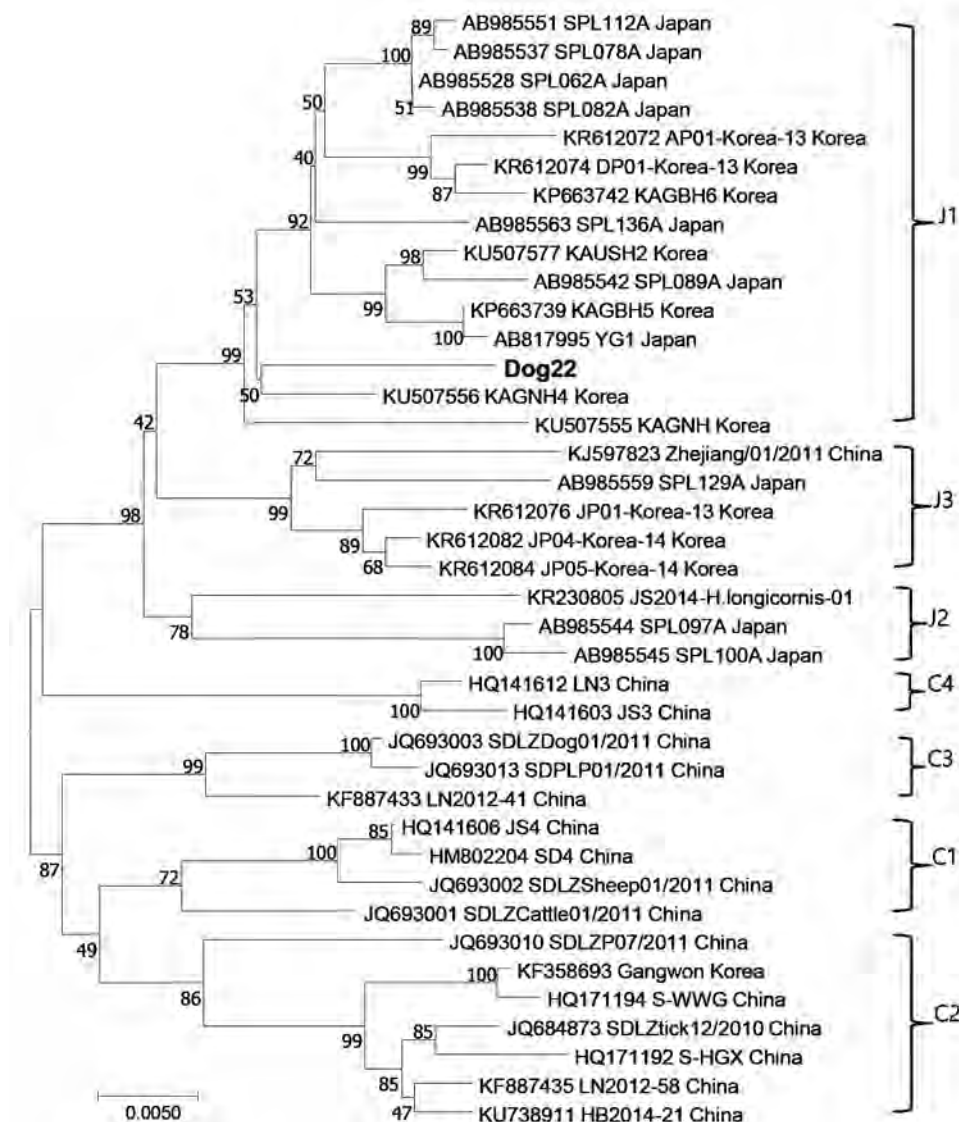 AB985551 SPL112A Japan
89
AB985537 SPL078A Japan
100
AB985528 SPL062A Japan
51
AB985538 SPL082A Japan
50
KR612072 AP01-Korea-13 Korea
40
KR612074 DP01-Korea-13 Korea
99
87
KP663742 KAGBH6 Korea
J1
92
AB985563 SPL136A Japan
KU507577 KAUSH2 Korea
98
AB985542 SPL089A Japan
53
99
KP663739 KAGBH5 Korea
100
AB817995 YG1 Japan
99
Dog22
50
KU507556 KAGNH4 Korea
42
KU507555 KAGNH Korea
72
KJ597823 Zhejiang/01/2011 China
AB985559 SPL129A Japan
J3
99
KR612076 JP01-Korea-13 Korea
98
89
KR612082 JP04-Korea-14 Korea
68
KR612084 JP05-Korea-14 Korea
KR230805 JS2014-H.longicornis-01
78
AB985544 SPL097A Japan
J2
100
AB985545 SPL100A Japan
HQ141612 LN3 China
C4
100
HQ141603 JS3 China
100
JQ693003 SDLZDog01/2011 China
99
JQ693013 SDPLP01/2011 China
C3
KF887433 LN2012-41 China
85
HQ141606 JS4 China
87
100
HM802204 SD4 China
C1
72
JQ693002 SDLZSheep01/2011 China
JQ693001 SDLZCattle01/2011 China
49
JQ693010 SDLZP07/2011 China
100
KF358693 Gangwon Korea
86
HQ171194 S-WWG China
C2
99
85
JQ684873 SDLZtick12/2010 China
HQ171192 S-HGX China
85
KF887435 LN2012-58 China
47
KU738911 HB2014-21 China
0.0050